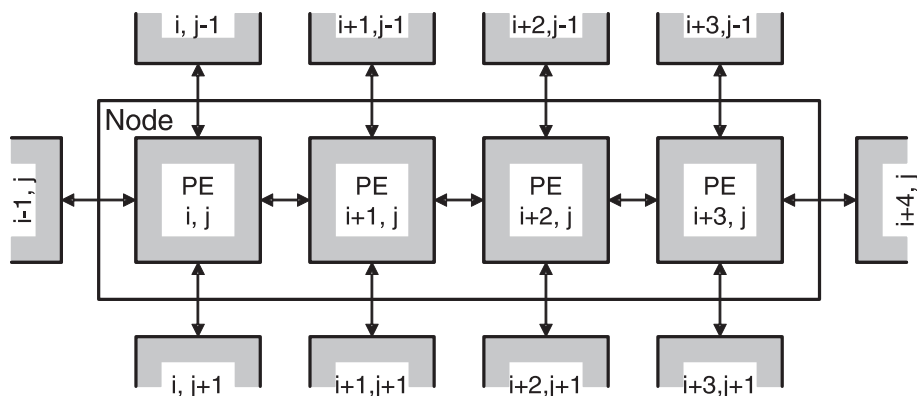 i, j-1
i+1,j-1
i+2,j-1
i+3,j-1
Node
i-1, j
PE
i, j
PE
i+1, j
PE
i+2, j
PE
i+3, j
i+4, j
i, j+1
i+1,j+1
i+2,j+1
i+3,j+1